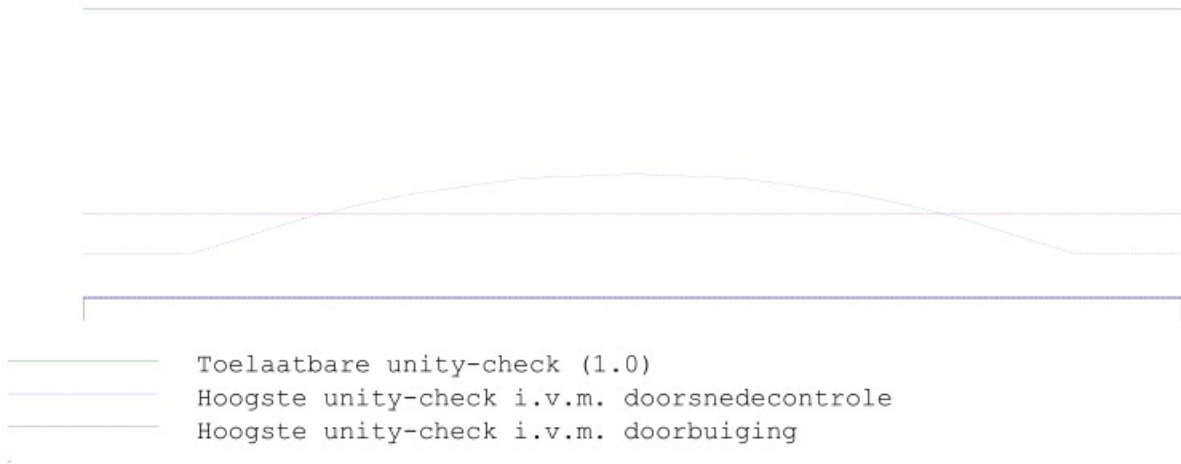 Toelaatbare unity-check (1.0)
Hoogste unity-check i.v.m. doorsnedecontrole
Hoogste unity-check i.v.m. doorbuiging